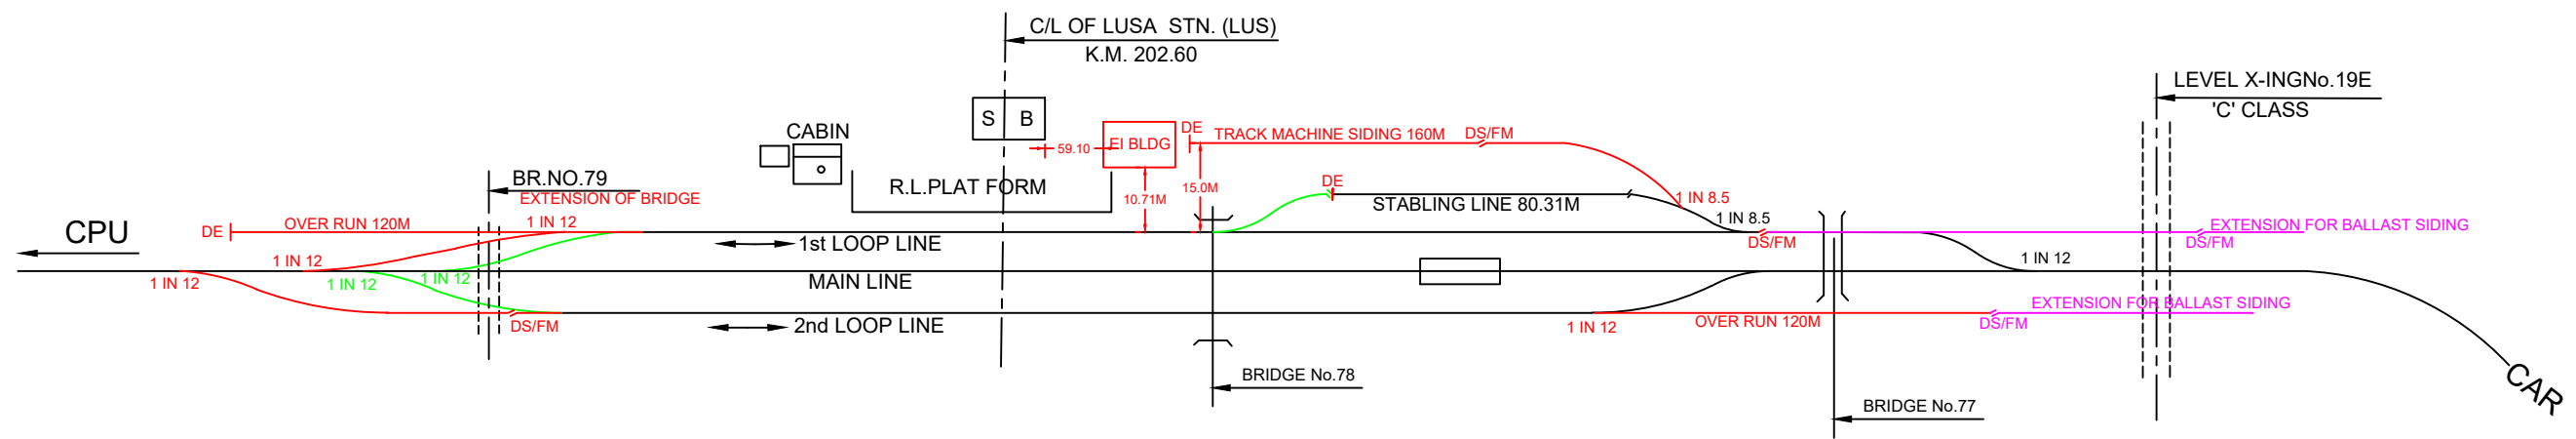 C/L OF LUSA STN. (LUS)
K.M. 202.60
LEVEL X-INGNo.19E
'C' CLASS
S B
CABIN
EI BLDG
59.10
DE
TRACK MACHINE SIDING 160M
DS/FM
BR.NO.79
EXTENSION OF BRIDGE
R.L.PLAT FORM
10.71M
15.0M
DE
STABLING LINE 80.31M
1 IN 8.5
1 IN 8.5
CPU
DE
OVER RUN 120M
1 IN 12
1st LOOP LINE
DS/FM
EXTENSION FOR BALLAST SIDING
DS/FM
1 IN 12
1 IN 12
1 IN 12
1 IN 12
MAIN LINE
1 IN 12
EXTENSION FOR BALLAST SIDING
DS/FM
2nd LOOP LINE
1 IN 12
OVER RUN 120M
DS/FM
BRIDGE No.78
BRIDGE No.77
CAR